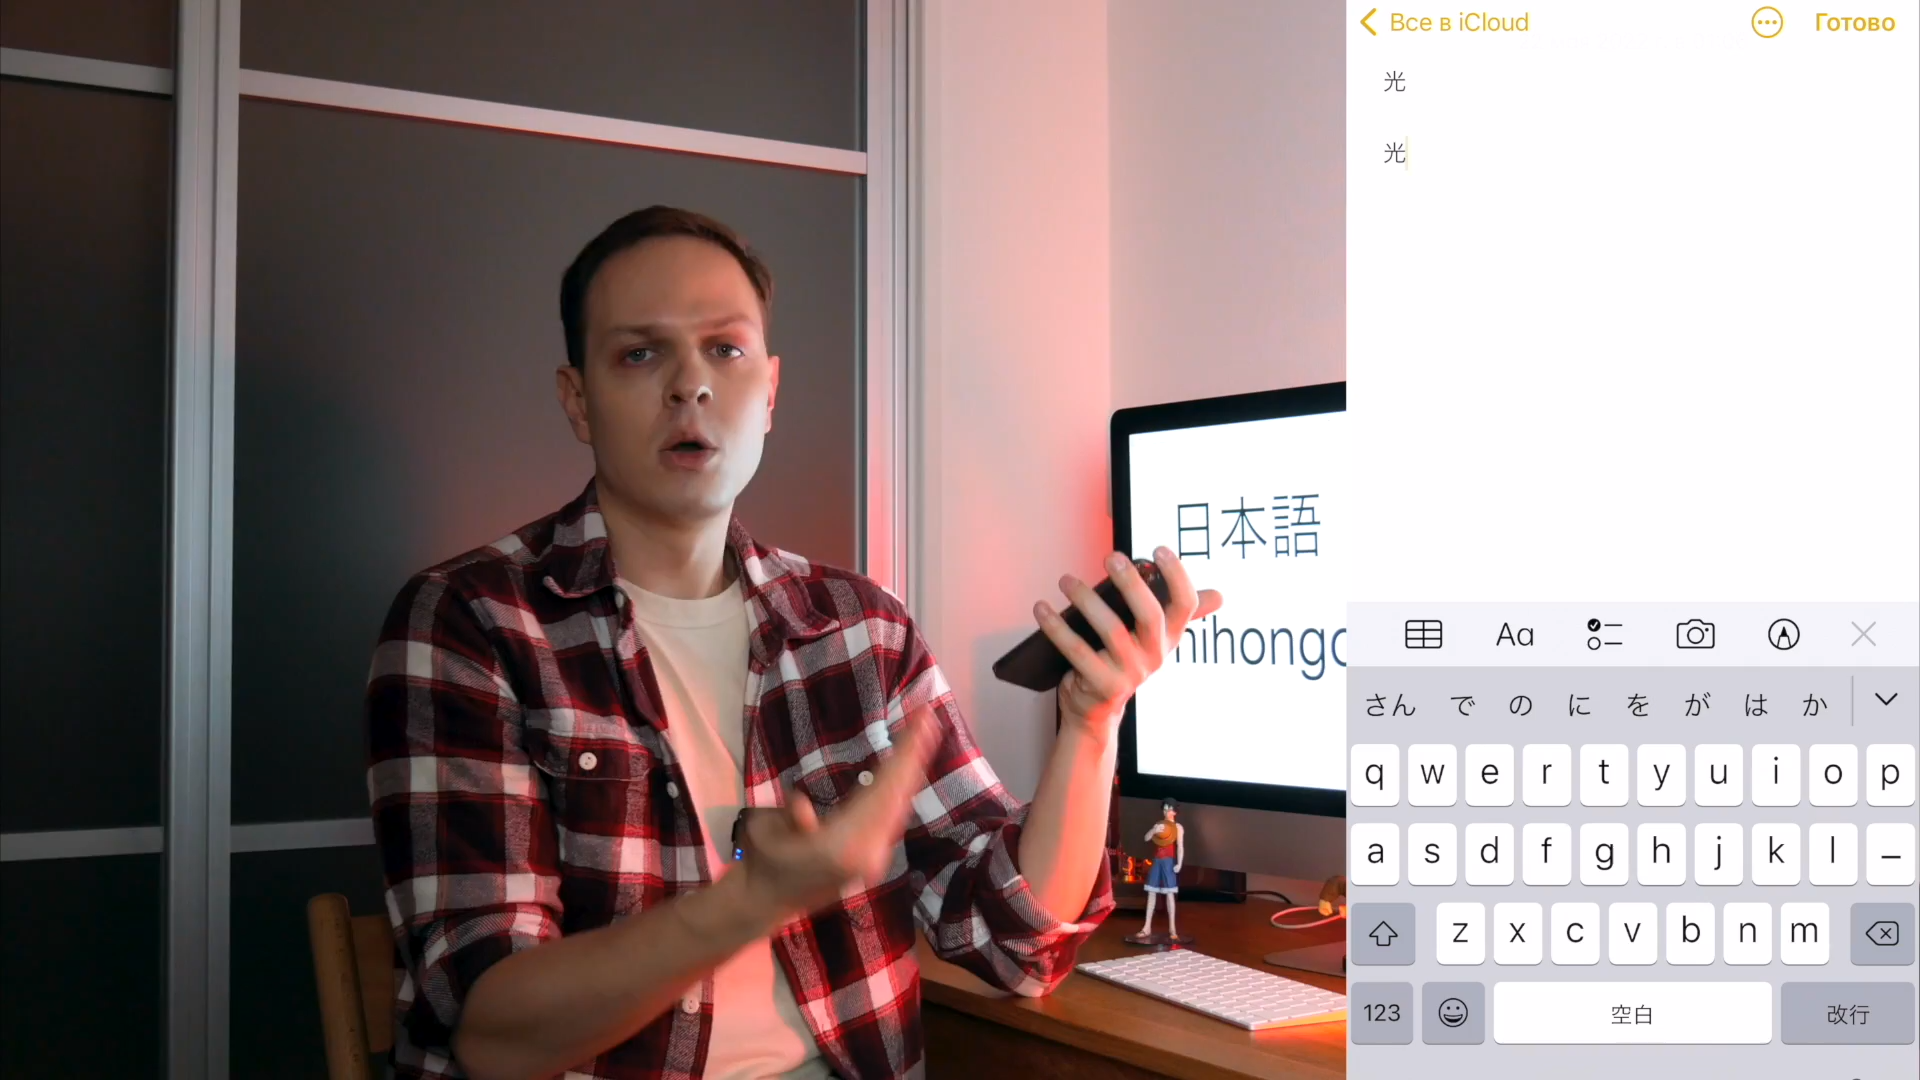 Все в iCloud
Готово
光
光
日本語
nihongo
Aa
さん で の に を が は か
q w e r t y u i o p
a s d f g h j k l ー
z x c v b n m
123 空白 改行